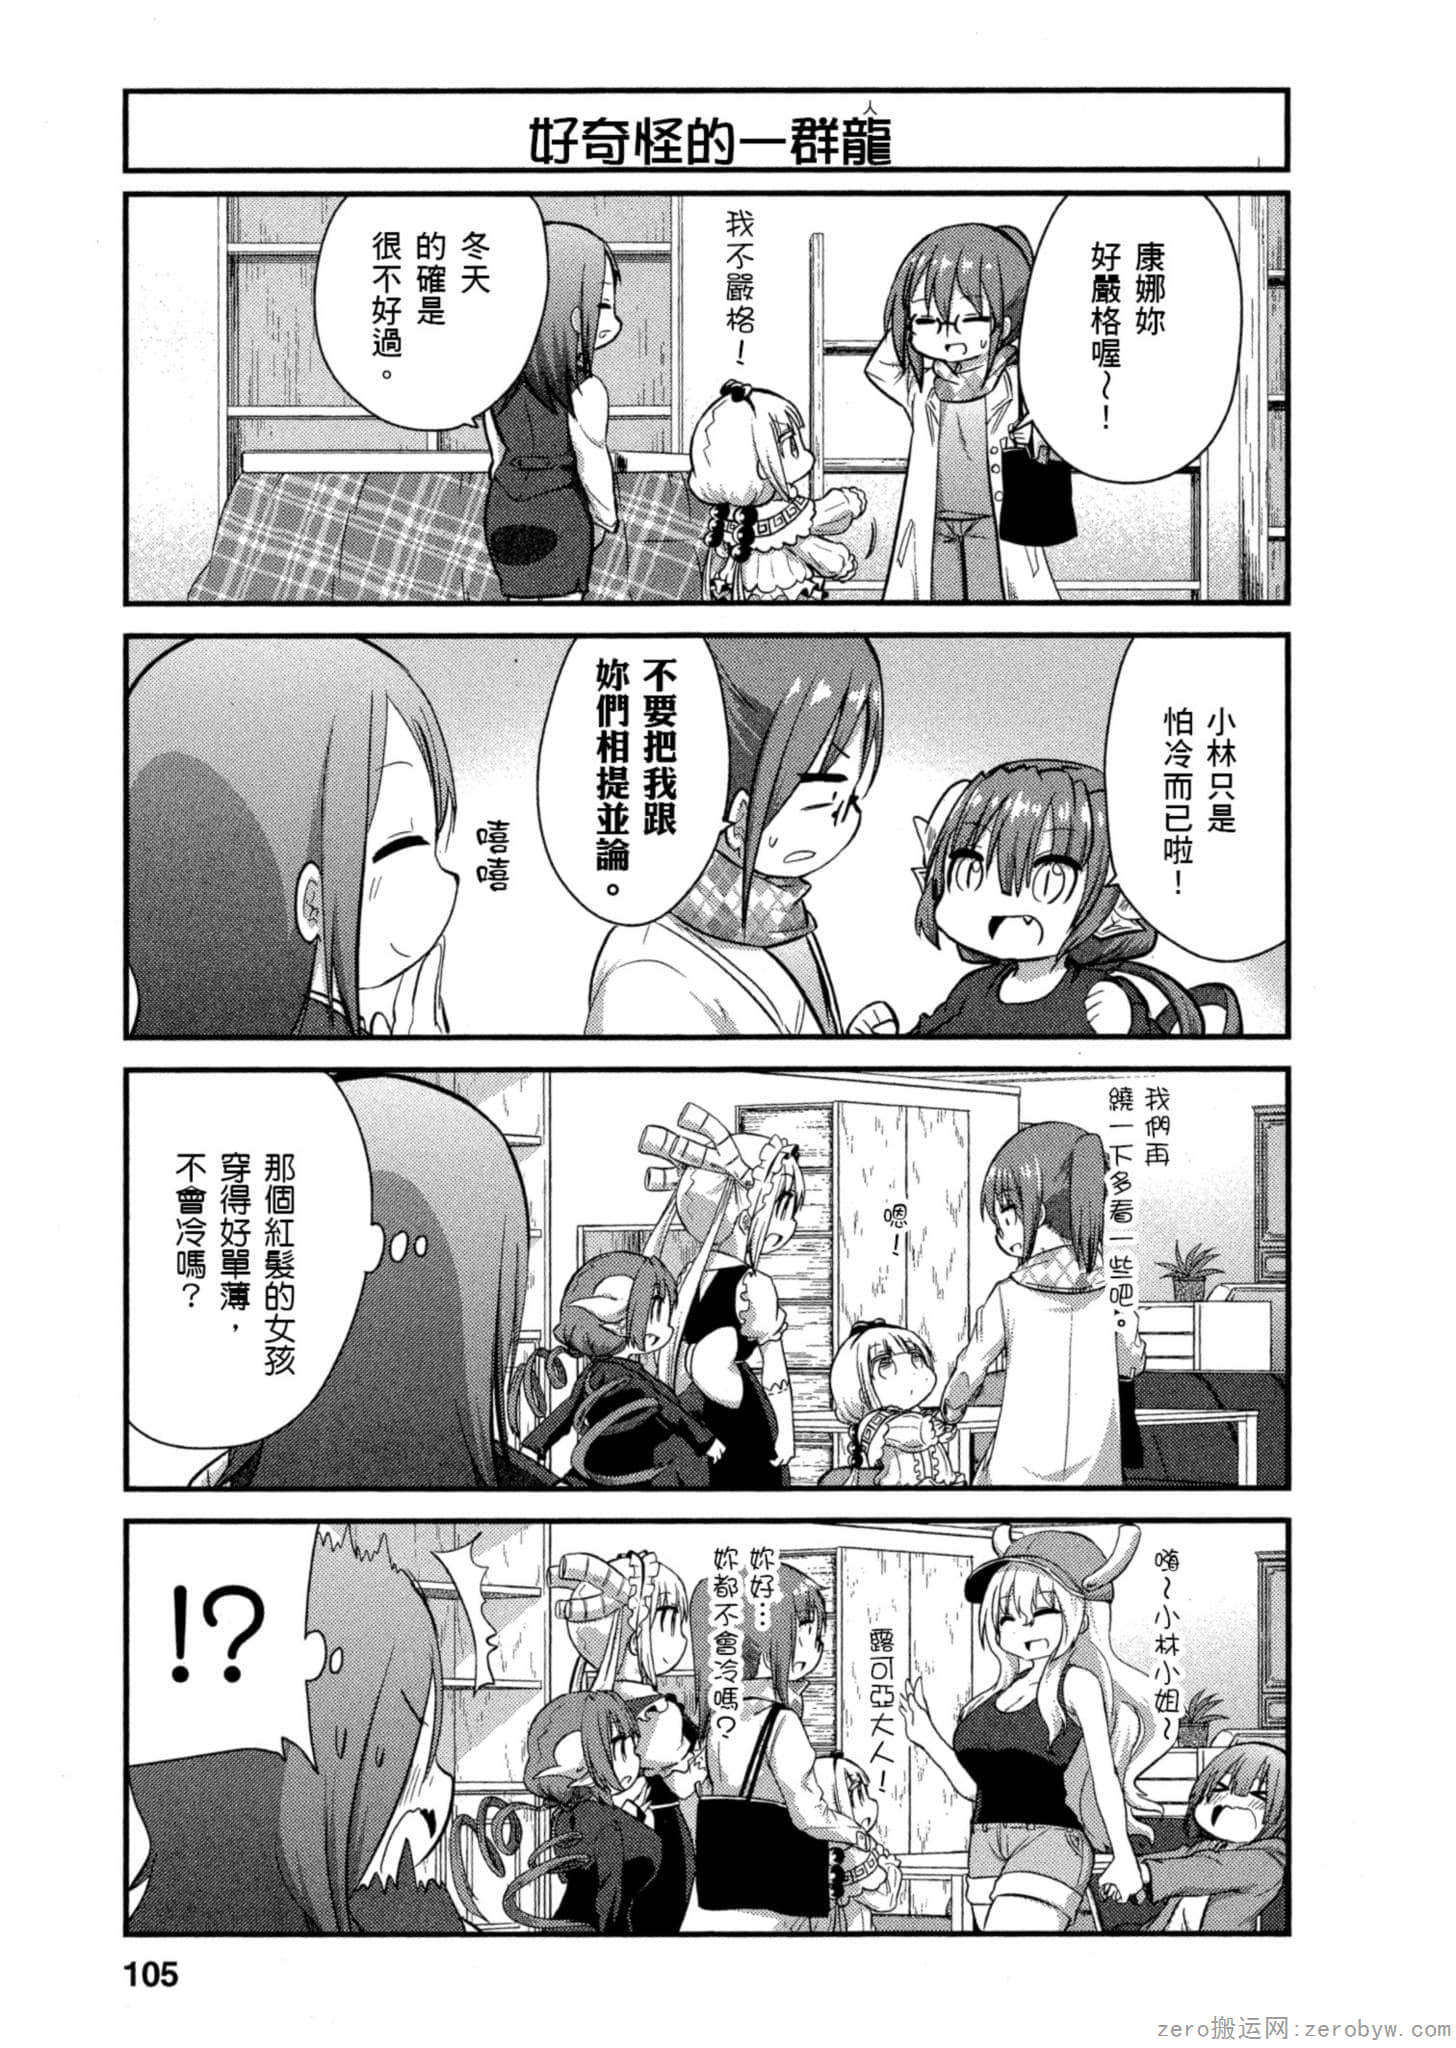 人
好奇怪的一群龍
康娜妳
好嚴格喔～！
我不嚴格！
冬天
的確是
很不好過。
小林只是
怕冷而已啦！
不要把我跟
妳們相提並論。
嘻嘻
我們再
繞一下多看一些吧。
嗯！
那個紅髮的女孩
穿得好單薄，
不會冷嗎？
嗨～小林小姐～
露可亞大人！
妳好…
妳都不會冷嗎？
!?
105
zero搬运网:zerobyw.com